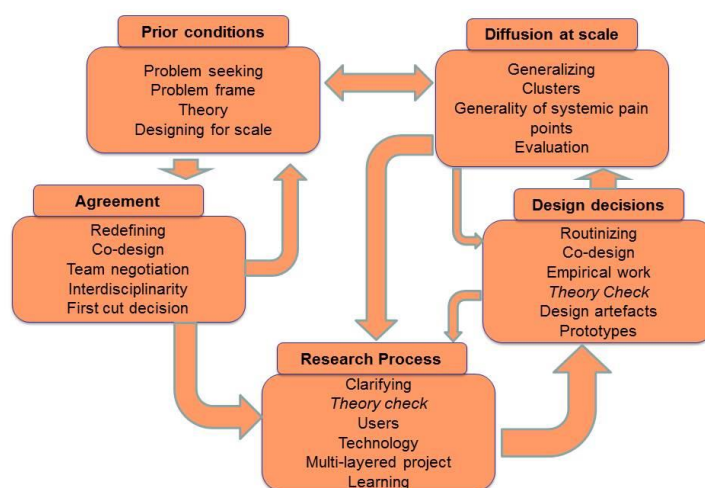 Prior conditions
Problem seeking
Problem frame
Theory
Designing for scale
Diffusion at scale
Generalizing
Clusters
Generality of systemic pain
points
Evaluation
Agreement
Redefining
Co-design
Team negotiation
Interdisciplinarity
First cut decision
Design decisions
Routinizing
Co-design
Empirical work
Theory Check
Design artefacts
Prototypes
Research Process
Clarifying
Theory check
Users
Technology
Multi-layered project
Learning